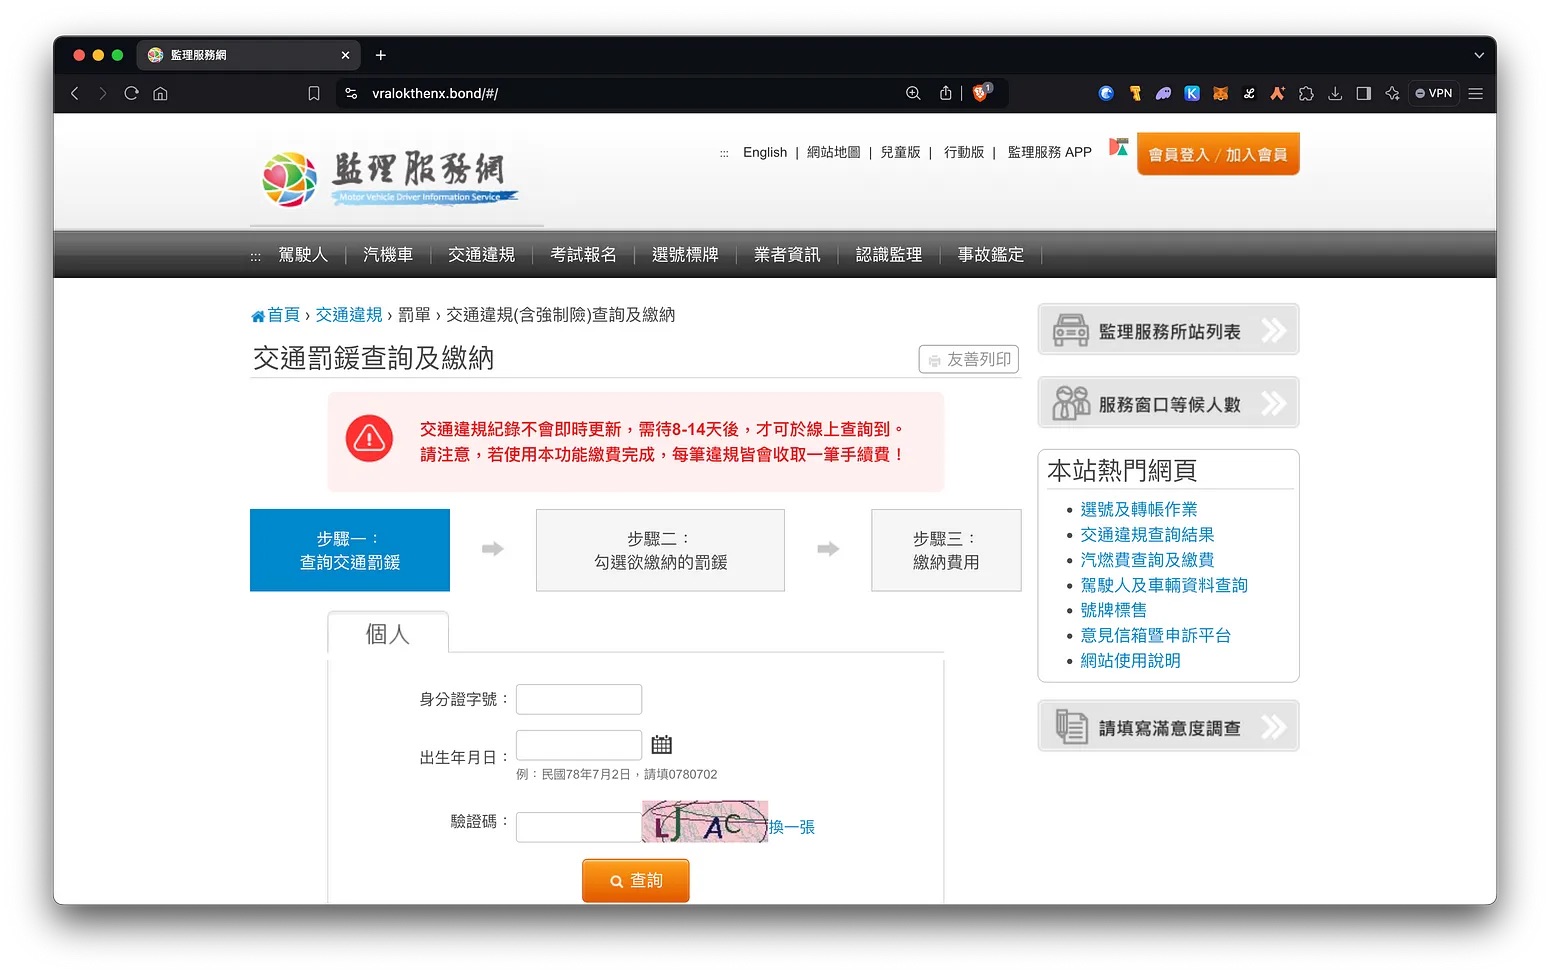 監理服務網
vralokthenx.bond/#/
1
VPN
監理服務網
Motor Vehicle Driver Information Service
::: English | 網站地圖 | 兒童版 | 行動版 | 監理服務 APP
會員登入 / 加入會員
::: 駕駛人 | 汽機車 | 交通違規 | 考試報名 | 選號標牌 | 業者資訊 | 認識監理 | 事故鑑定 |
首頁 › 交通違規 › 罰單 › 交通違規(含強制險)查詢及繳納
交通罰鍰查詢及繳納
友善列印
交通違規紀錄不會即時更新，需待8-14天後，才可於線上查詢到。
請注意，若使用本功能繳費完成，每筆違規皆會收取一筆手續費！
步驟一：
查詢交通罰鍰
步驟二：
勾選欲繳納的罰鍰
步驟三：
繳納費用
個人
身分證字號：
出生年月日：
例：民國78年7月2日，請填0780702
驗證碼：
LJAC
換一張
查詢
監理服務所站列表
服務窗口等候人數
本站熱門網頁
選號及轉帳作業
交通違規查詢結果
汽燃費查詢及繳費
駕駛人及車輛資料查詢
號牌標售
意見信箱暨申訴平台
網站使用說明
請填寫滿意度調查